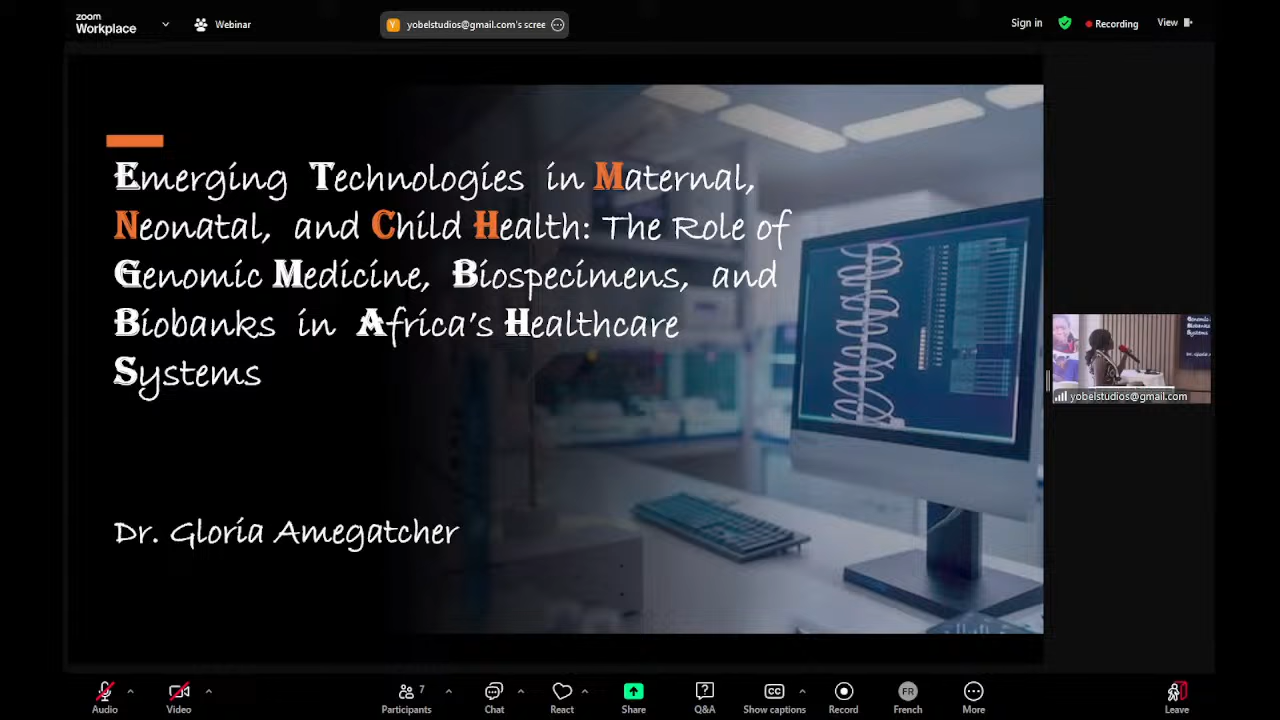 zoom
Workplace
Webinar
yobelstudios@gmail.com's scree
Sign in
Recording
View
Emerging Technologies in Maternal,
Neonatal, and Child Health: The Role of
Genomic Medicine, Biospecimens, and
Biobanks in Africa's Healthcare
Systems
Dr. Gloria Amegatcher
yobelstudios@gmail.com
Audio
Video
7
Participants
Chat
React
Share
Q&A
CC
Show captions
Record
FR
French
More
Leave